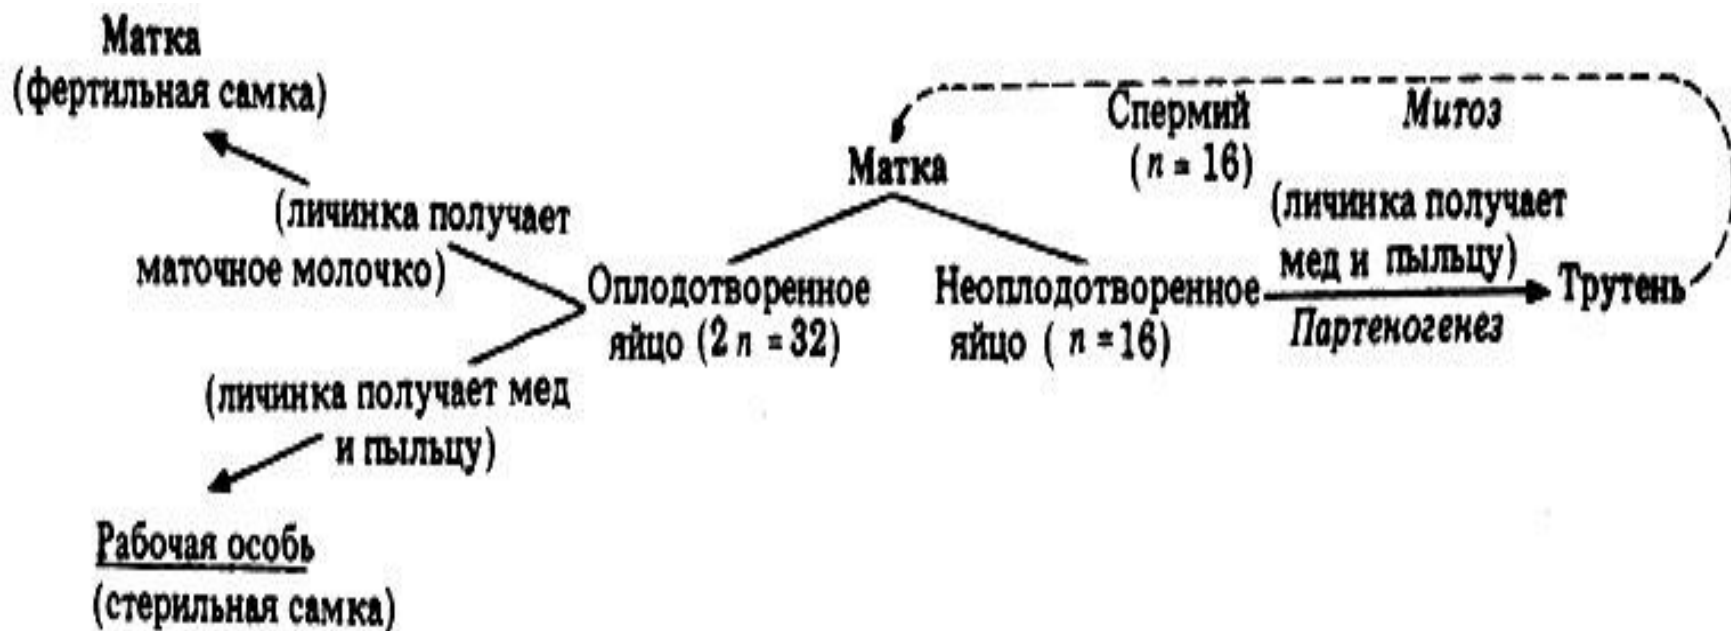 Матка
(фертильная самка)
(личинка получает
маточное молочко)
Оплодотворенное
яйцо (2 n = 32)
(личинка получает мед
и пыльцу)
Рабочая особь
(стерильная самка)
Матка
Спермий
( n = 16)
Митоз
Неоплодотворенное
яйцо ( n = 16)
(личинка получает
мед и пыльцу)
Партеногенез
Трутень